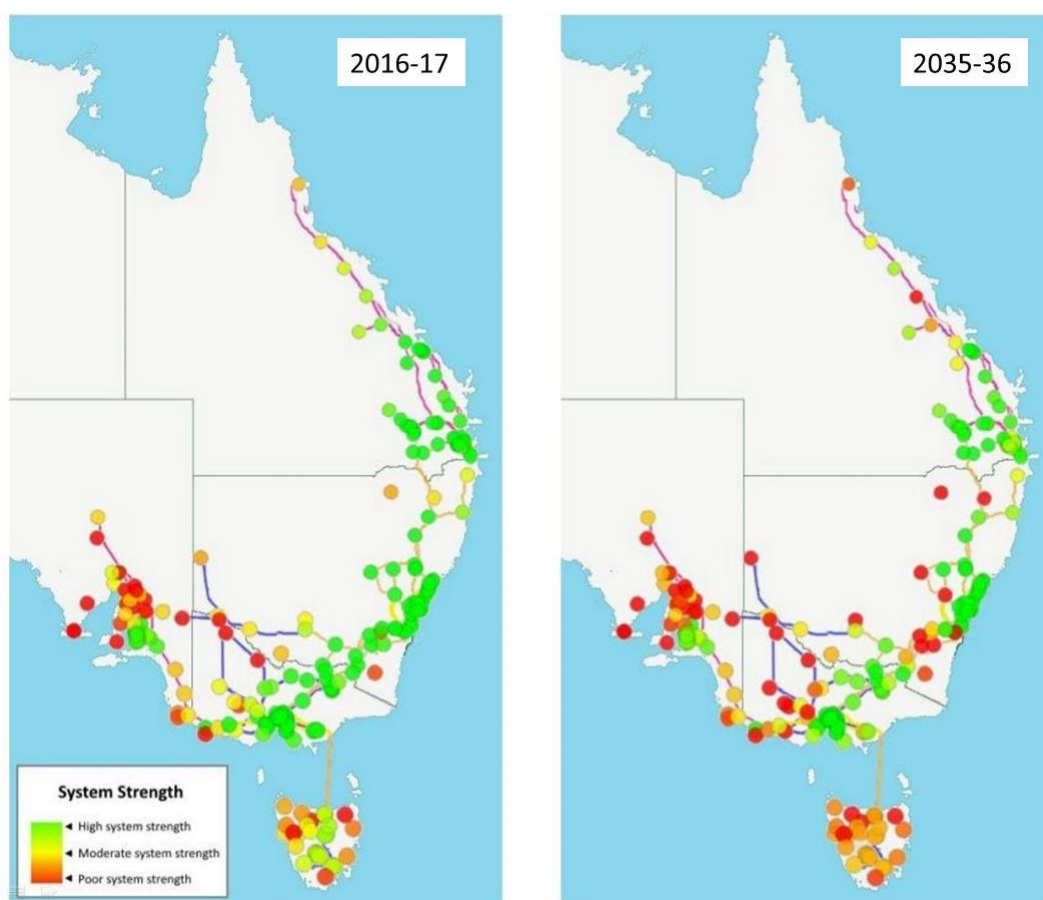 2016-17
2035-36
System Strength
High system strength
Moderate system strength
Poor system strength